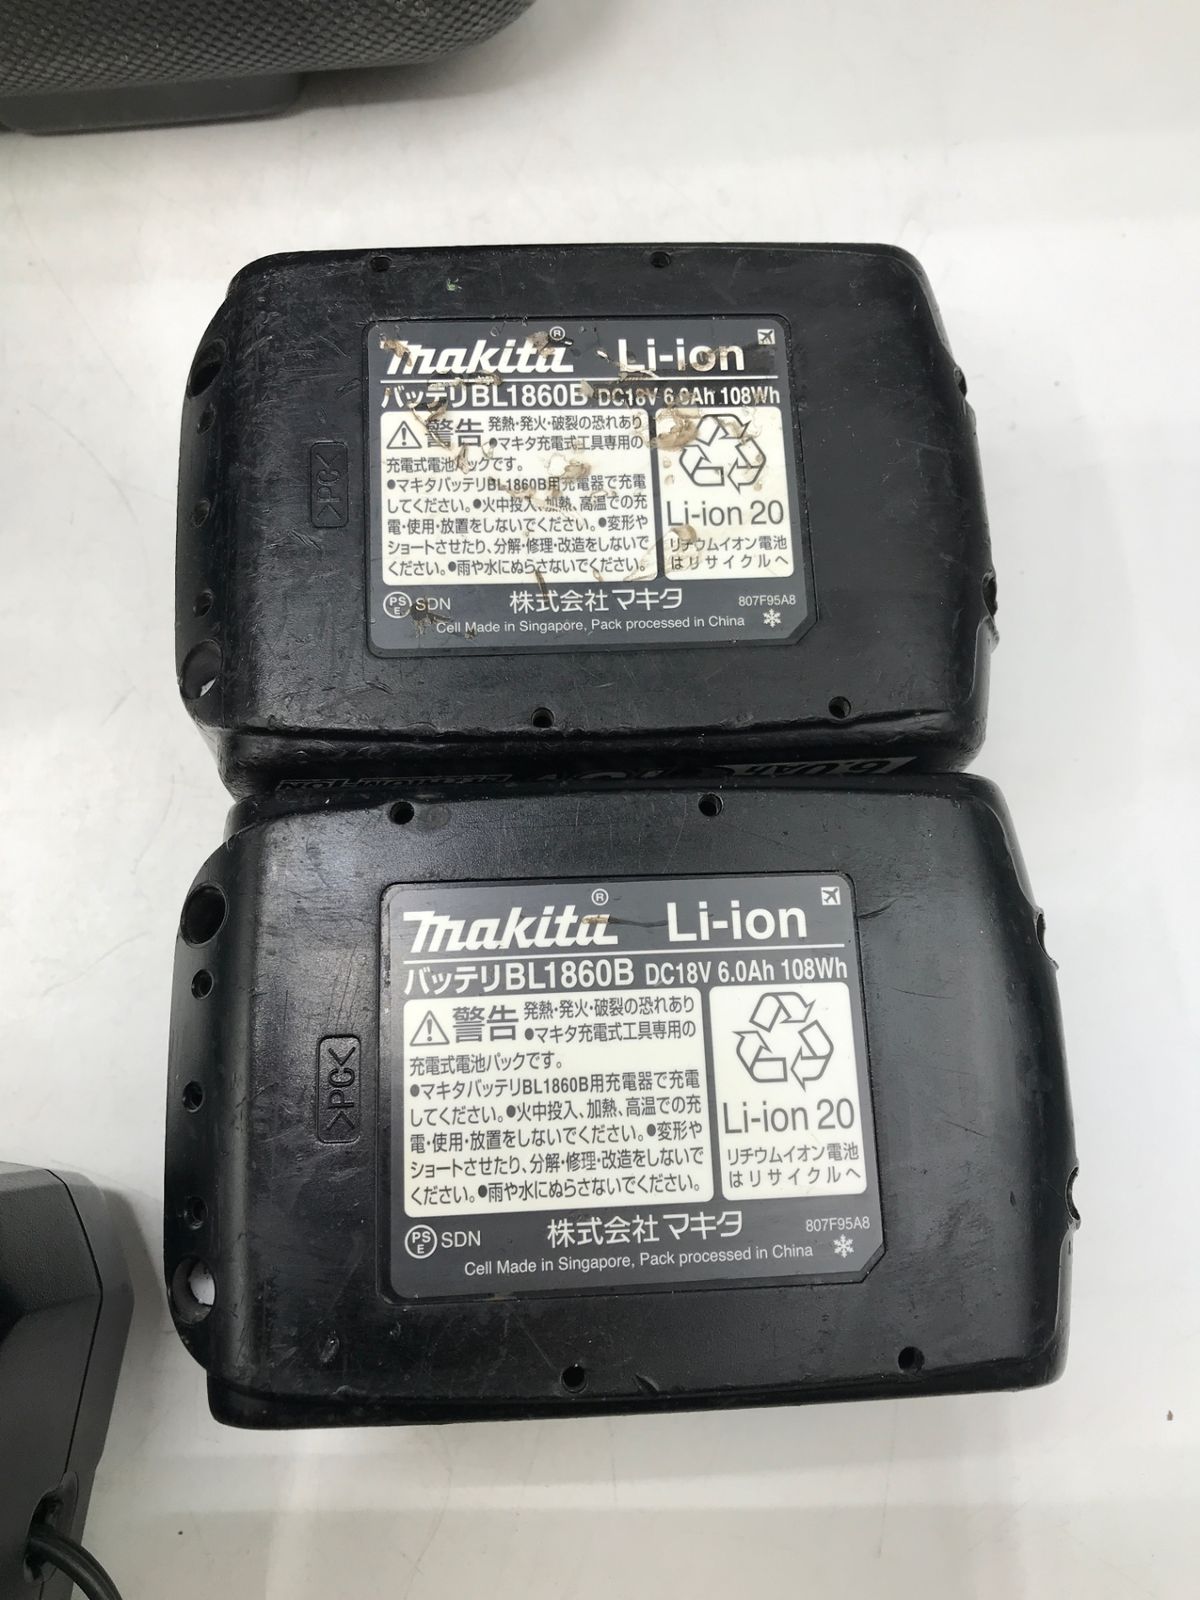 makita® Li-ion
バッテリBL1860B DC18V 6.0Ah 108Wh
警告 発熱・発火・破裂の恐れあり
●マキタ充電式工具専用の
充電式電池パックです。
●マキタバッテリBL1860B用充電器で充電
してください。●火中投入、加熱、高温での充
電・使用・放置をしないでください。●変形や
ショートさせたり、分解・修理・改造をしないで
ください。●雨や水にぬらさないでください。
Li-ion 20
リチウムイオン電池
はリサイクルへ
PSE SDN 株式会社マキタ 807F95A8
Cell Made in Singapore, Pack processed in China
>PC<
6.0Ah
LITHIUM-ION
makita® Li-ion
バッテリBL1860B DC18V 6.0Ah 108Wh
警告 発熱・発火・破裂の恐れあり
●マキタ充電式工具専用の
充電式電池パックです。
●マキタバッテリBL1860B用充電器で充電
してください。●火中投入、加熱、高温での充
電・使用・放置をしないでください。●変形や
ショートさせたり、分解・修理・改造をしないで
ください。●雨や水にぬらさないでください。
Li-ion 20
リチウムイオン電池
はリサイクルへ
PSE SDN 株式会社マキタ 807F95A8
Cell Made in Singapore, Pack processed in China
>PC<